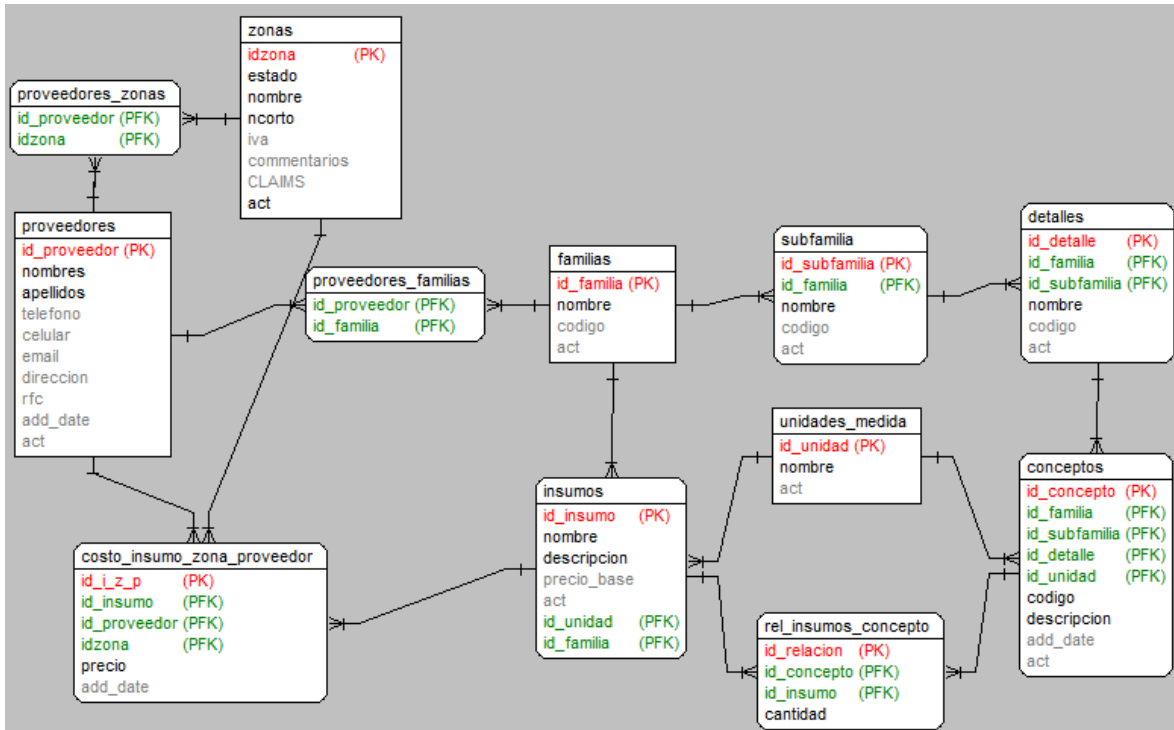 zonas
idzona (PK)
estado
nombre
ncorto
iva
commentarios
CLAIMS
act
proveedores_zonas
id_proveedor (PFK)
idzona (PFK)
proveedores
id_proveedor (PK)
nombres
apellidos
telefono
celular
email
direccion
rfc
add_date
act
proveedores_familias
id_proveedor (PFK)
id_familia (PFK)
familias
id_familia (PK)
nombre
codigo
act
subfamilia
id_subfamilia (PK)
id_familia (PFK)
nombre
codigo
act
detalles
id_detalle (PK)
id_familia (PFK)
id_subfamilia (PFK)
nombre
codigo
act
unidades_medida
id_unidad (PK)
nombre
act
conceptos
id_concepto (PK)
id_familia (PFK)
id_subfamilia (PFK)
id_detalle (PFK)
id_unidad (PFK)
codigo
descripcion
add_date
act
insumos
id_insumo (PK)
nombre
descripcion
precio_base
act
id_unidad (PFK)
id_familia (PFK)
costo_insumo_zona_proveedor
id_i_z_p (PK)
id_insumo (PFK)
id_proveedor (PFK)
idzona (PFK)
precio
add_date
rel_insumos_concepto
id_relacion (PK)
id_concepto (PFK)
id_insumo (PFK)
cantidad